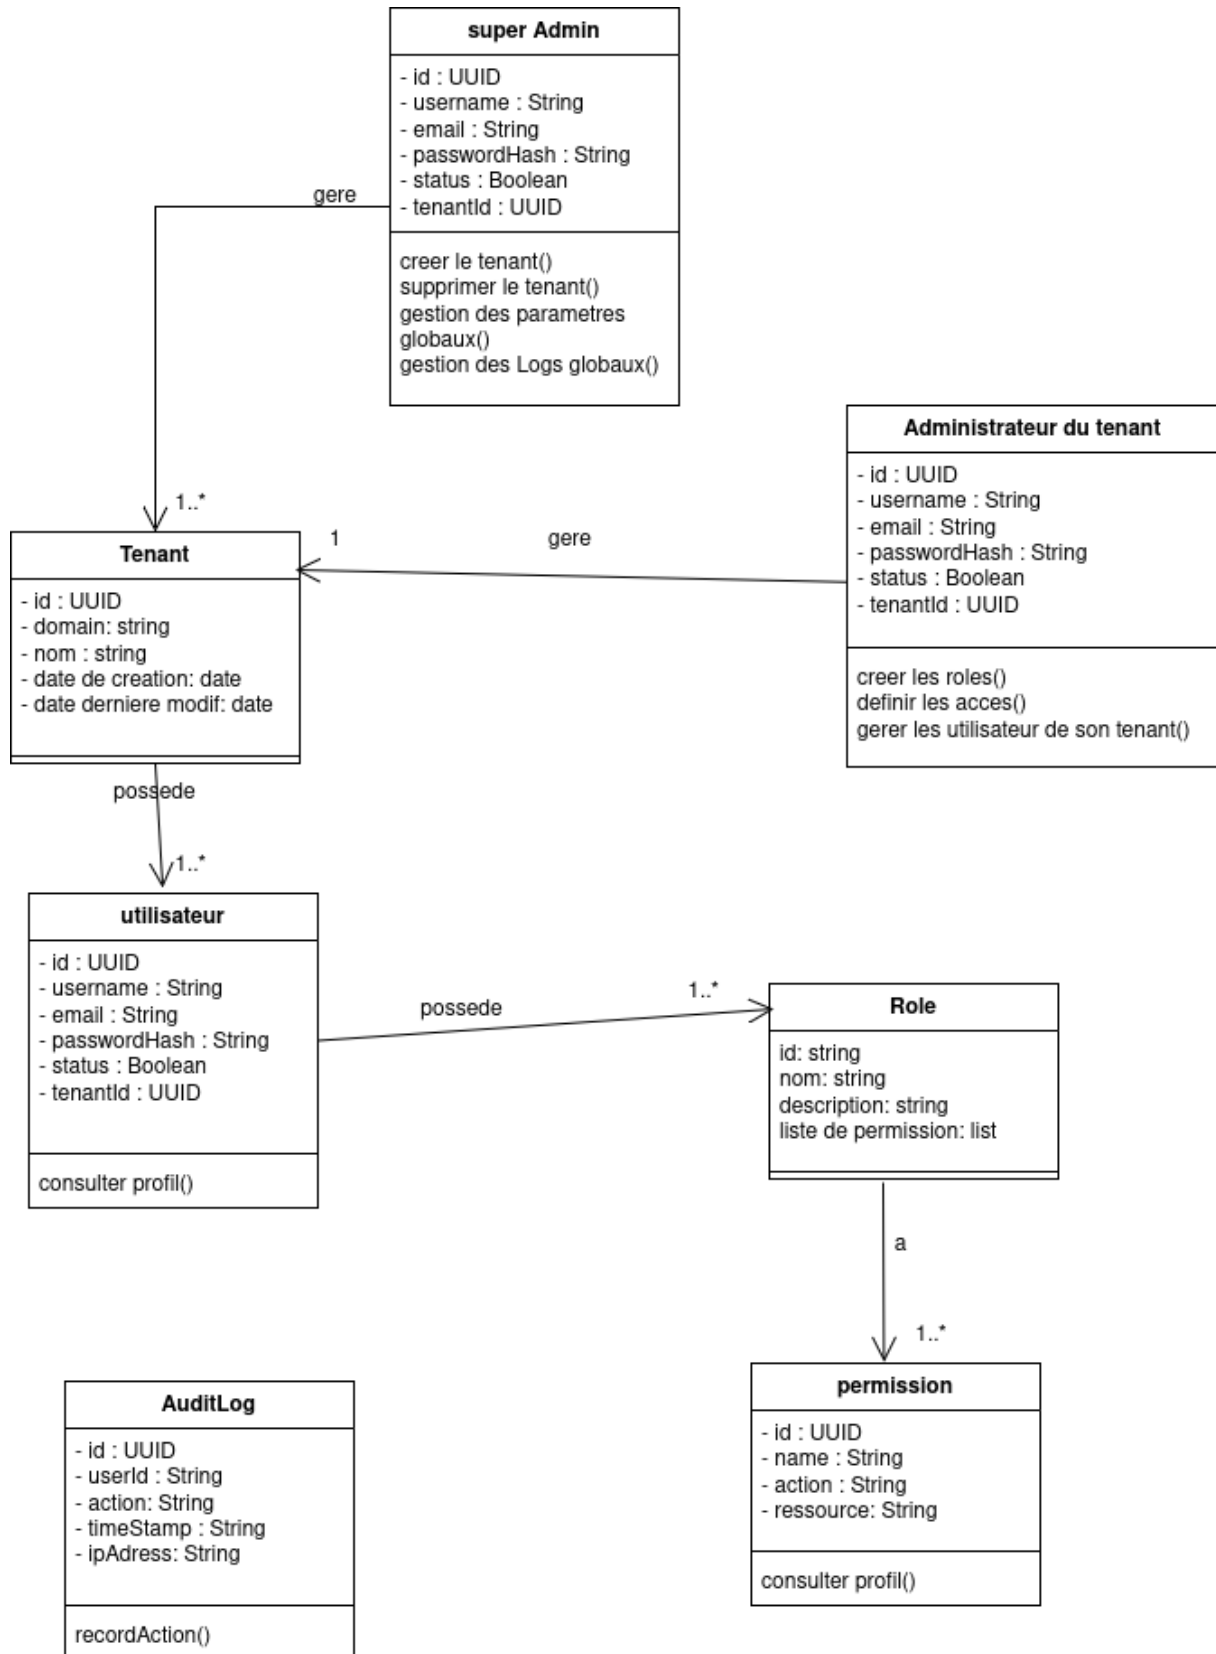 super Admin
- id : UUID
- username : String
- email : String
- passwordHash : String
- status : Boolean
- tenantId : UUID
creer le tenant()
supprimer le tenant()
gestion des parametres
globaux()
gestion des Logs globaux()
gere
1..*
Administrateur du tenant
- id : UUID
- username : String
- email : String
- passwordHash : String
- status : Boolean
- tenantId : UUID
creer les roles()
definir les acces()
gerer les utilisateur de son tenant()
gere
1
Tenant
- id : UUID
- domain: string
- nom : string
- date de creation: date
- date derniere modif: date
possede
1..*
utilisateur
- id : UUID
- username : String
- email : String
- passwordHash : String
- status : Boolean
- tenantId : UUID
consulter profil()
possede
1..*
Role
id: string
nom: string
description: string
liste de permission: list
a
1..*
permission
- id : UUID
- name : String
- action : String
- ressource: String
consulter profil()
AuditLog
- id : UUID
- userId : String
- action: String
- timeStamp : String
- ipAdress: String
recordAction()